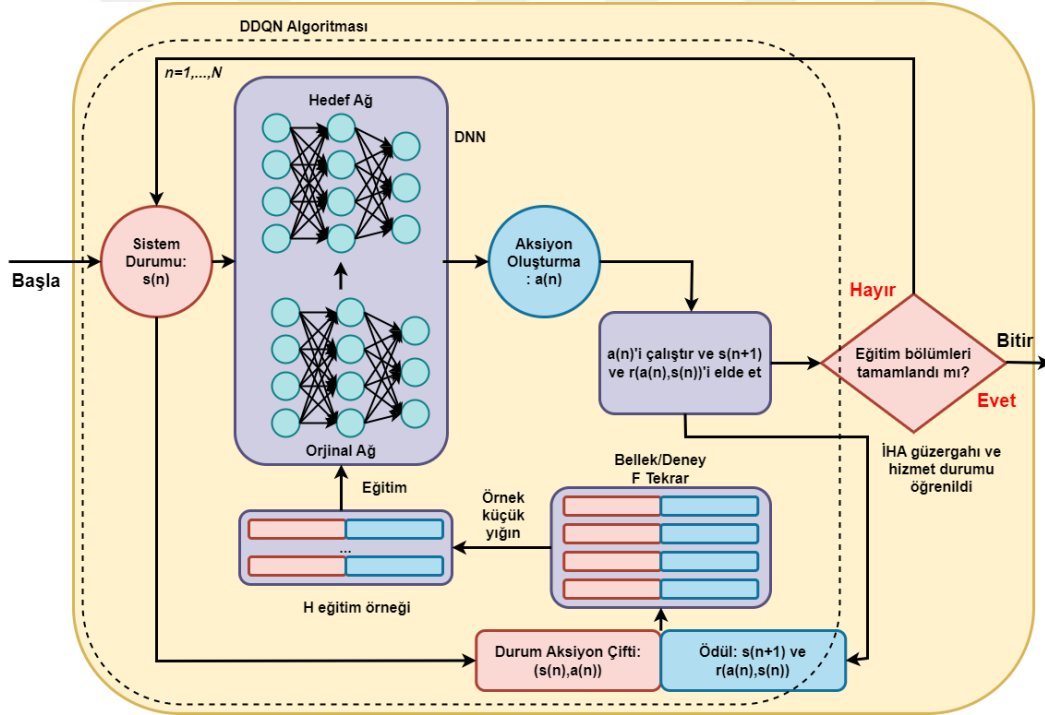 DDQN Algoritması
n=1,...,N
Hedef Ağ
DNN
Başla
Sistem
Durumu:
s(n)
Aksiyon
Oluşturma
: a(n)
Orjinal Ağ
a(n)'i çalıştır ve s(n+1)
ve r(a(n),s(n))'i elde et
Hayır
Eğitim bölümleri
tamamlandı mı?
Bitir
Evet
İHA güzergahı ve
hizmet durumu
öğrenildi
Eğitim
Örnek
küçük
yığın
Bellek/Deney
F Tekrar
...
H eğitim örneği
Durum Aksiyon Çifti:
(s(n),a(n))
Ödül: s(n+1) ve
r(a(n),s(n))